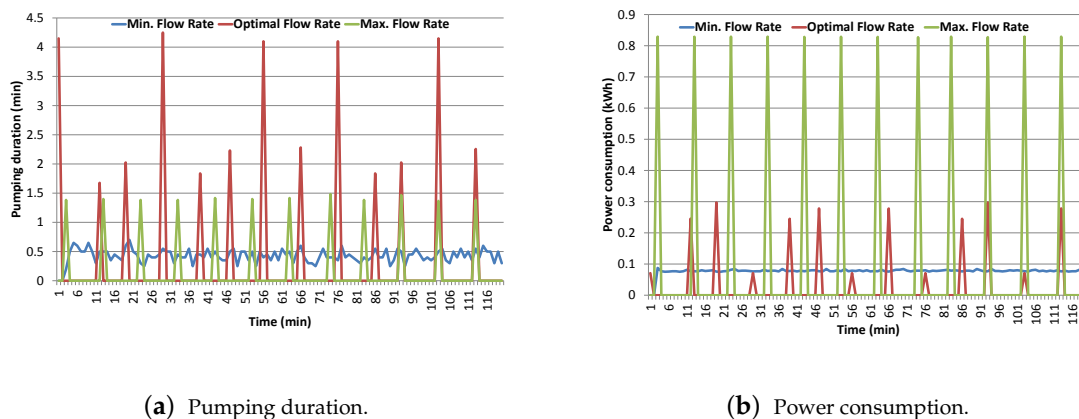 Min. Flow Rate Optimal Flow Rate Max. Flow Rate
4.5
4
3.5
3
2.5
2
1.5
1
0.5
0
Pumping duration (min)
1 6 11 16 21 26 31 36 41 46 51 56 61 66 71 76 81 86 91 96 101 106 111 116
Time (min)
(a) Pumping duration.
Min. Flow Rate Optimal Flow Rate Max. Flow Rate
0.9
0.8
0.7
0.6
0.5
0.4
0.3
0.2
0.1
0
Power consumption (kWh)
1 6 11 16 21 26 31 36 41 46 51 56 61 66 71 76 81 86 91 96 101 106 111 116
Time (min)
(b) Power consumption.